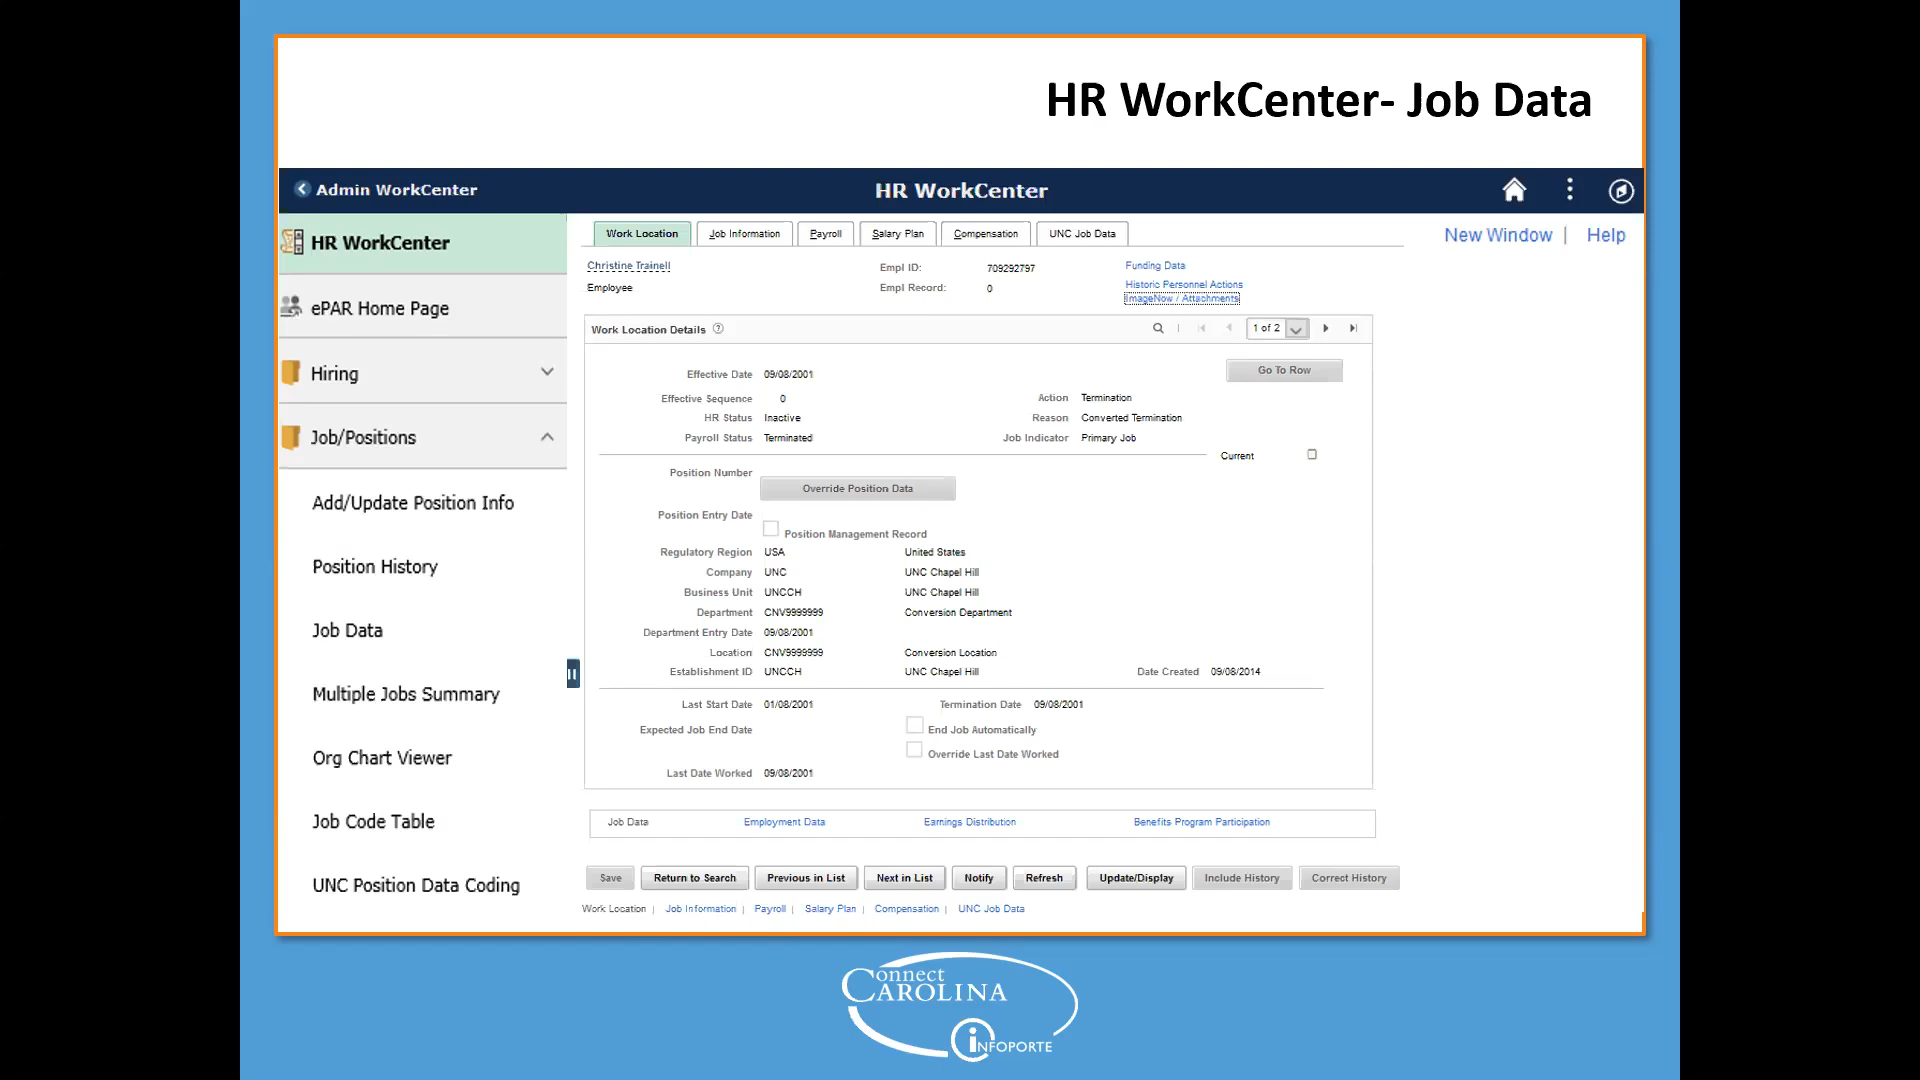 HR WorkCenter- Job Data
Admin WorkCenter
HR WorkCenter
HR WorkCenter
ePAR Home Page
Hiring
Job/Positions
Add/Update Position Info
Position History
Job Data
Multiple Jobs Summary
Org Chart Viewer
Job Code Table
UNC Position Data Coding
Work Location Job Information Payroll Salary Plan Compensation UNC Job Data
New Window | Help
Christine Trainell Empl ID: 709292797 Funding Data
Employee Empl Record: 0 Historic Personnel Actions
ImageNow / Attachments
Work Location Details 1 of 2
Effective Date 09/08/2001 Go To Row
Effective Sequence 0 Action Termination
HR Status Inactive Reason Converted Termination
Payroll Status Terminated Job Indicator Primary Job
Current
Position Number
Override Position Data
Position Entry Date
Position Management Record
Regulatory Region USA United States
Company UNC UNC Chapel Hill
Business Unit UNCCH UNC Chapel Hill
Department CNV9999999 Conversion Department
Department Entry Date 09/08/2001
Location CNV9999999 Conversion Location
Establishment ID UNCCH UNC Chapel Hill Date Created 09/08/2014
Last Start Date 01/08/2001 Termination Date 09/08/2001
Expected Job End Date End Job Automatically
Override Last Date Worked
Last Date Worked 09/08/2001
Job Data Employment Data Earnings Distribution Benefits Program Participation
Save Return to Search Previous in List Next in List Notify Refresh Update/Display Include History Correct History
Work Location | Job Information | Payroll | Salary Plan | Compensation | UNC Job Data
Connect
CAROLINA
INFOPORTE